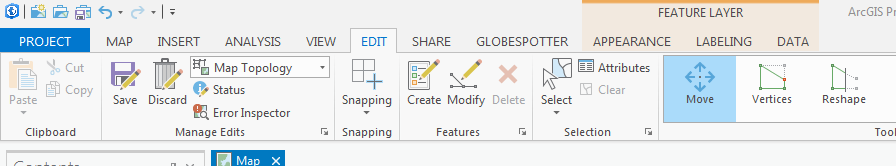 FEATURE LAYER ArcGIS Pr
PROJECT MAP INSERT ANALYSIS VIEW EDIT SHARE GLOBESPOTTER APPEARANCE LABELING DATA
Paste
Cut
Copy
Clipboard
Save
Discard
Map Topology
Status
Error Inspector
Manage Edits
Snapping
Snapping
Create
Modify
Delete
Features
Select
Attributes
Clear
Selection
Move
Vertices
Reshape
Tool
Contents
Map